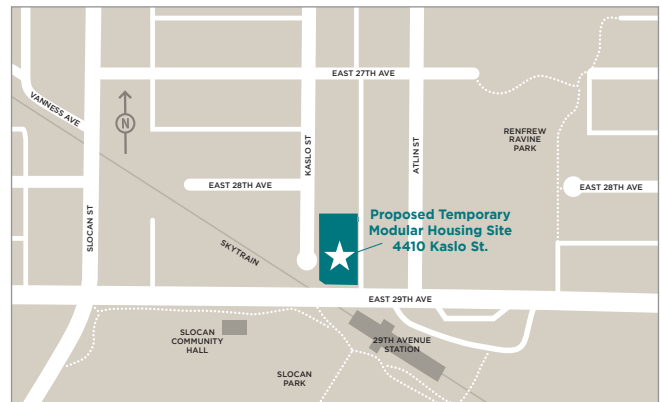 EAST 27TH AVE
VANNESS AVE
N
RENFREW
RAVINE
PARK
KASLO ST
ATLIN ST
EAST 28TH AVE
EAST 28TH AVE
SLOCAN ST
Proposed Temporary
Modular Housing Site
4410 Kaslo St.
SKYTRAIN
EAST 29TH AVE
SLOCAN
COMMUNITY
HALL
29TH AVENUE
STATION
SLOCAN
PARK